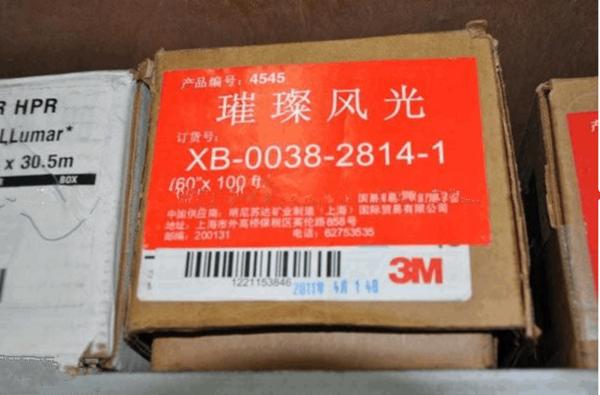 R HPR
LLumar*
x 30.5m
BOX
产品编号: 4545
璀璨风光
订货号:
XB-0038-2814-1
60"x 100 ft.
中国供应商: 明尼苏达矿业制造(上海)国际贸易有限公司
地址: 上海市外高桥保税区英伦路858号
邮编: 200131 电话: 62753535
3M
1221153846
2011年 4月 14日